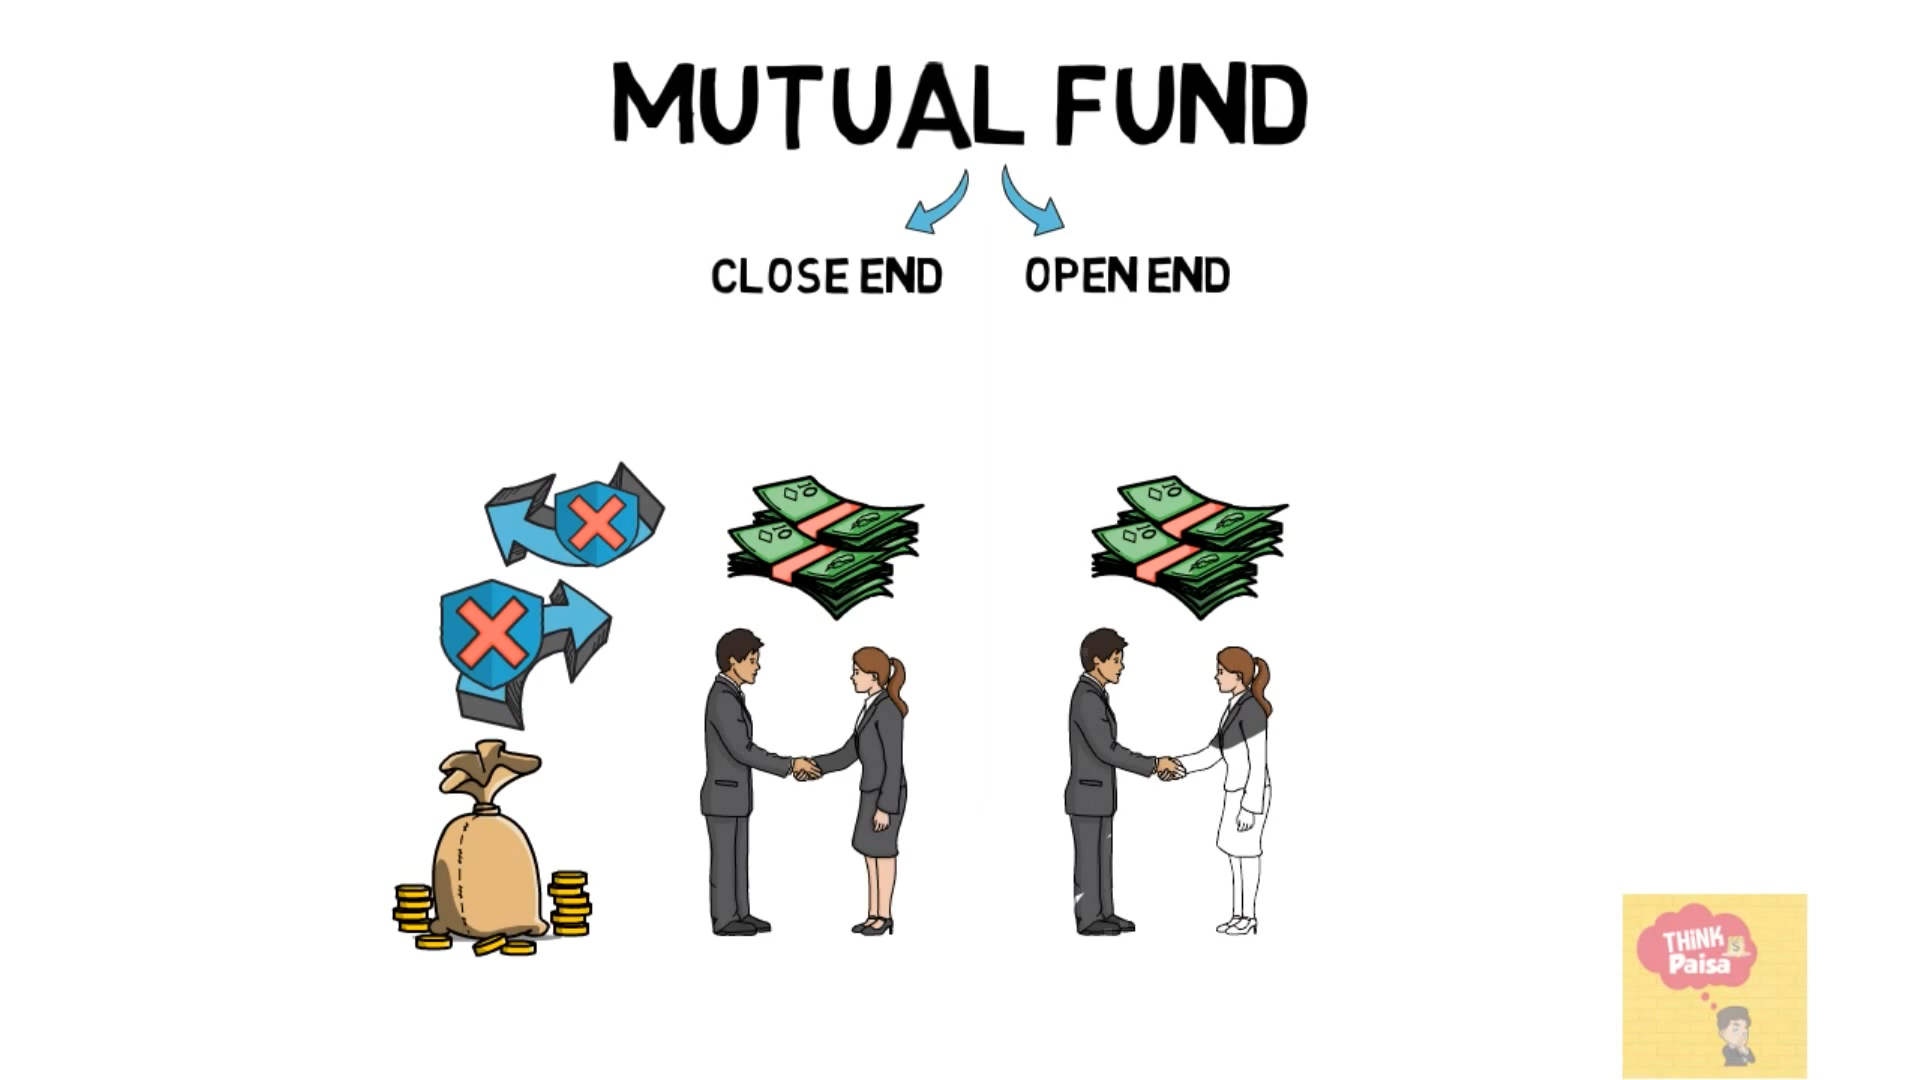 MUTUAL FUND
CLOSE END OPEN END
THiNK
Paisa